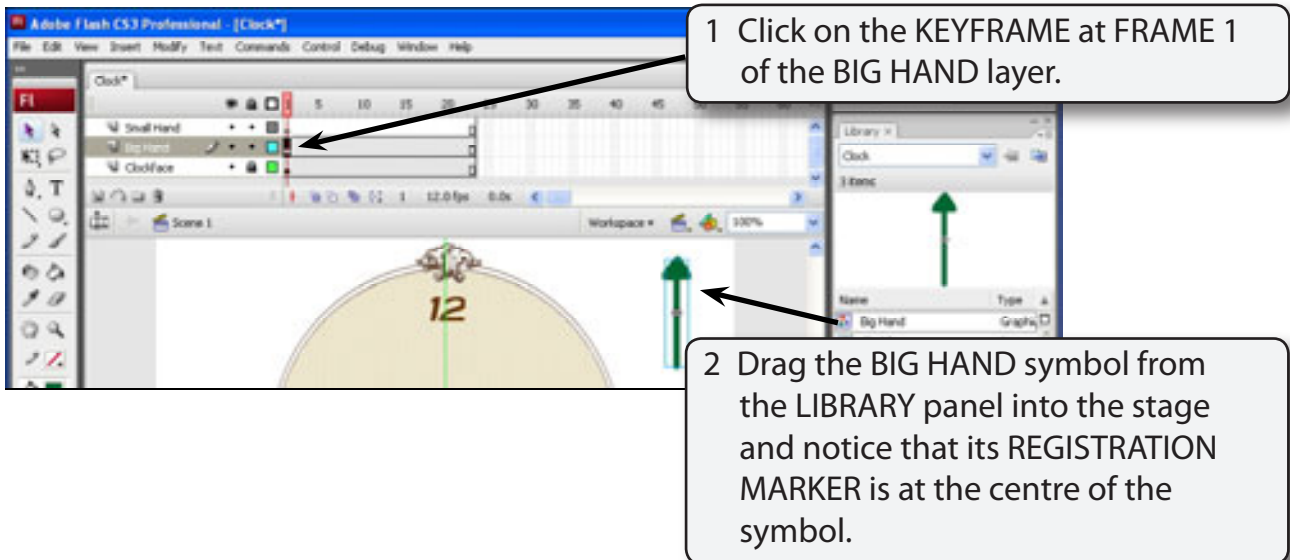 Adobe Flash CS3 Professional - [Clock*]
File Edit View Insert Modify Text Commands Control Debug Window Help
1 Click on the KEYFRAME at FRAME 1
of the BIG HAND layer.
Clock*
Fl
5 10 15 20 25 30 35 40 45
Small Hand
Big Hand
Clockface
1 12.0 fps 0.0s
Scene 1
Workspace
100%
Library
Clock
3 items
Name Type
Big Hand Graphic
12
2 Drag the BIG HAND symbol from
the LIBRARY panel into the stage
and notice that its REGISTRATION
MARKER is at the centre of the
symbol.